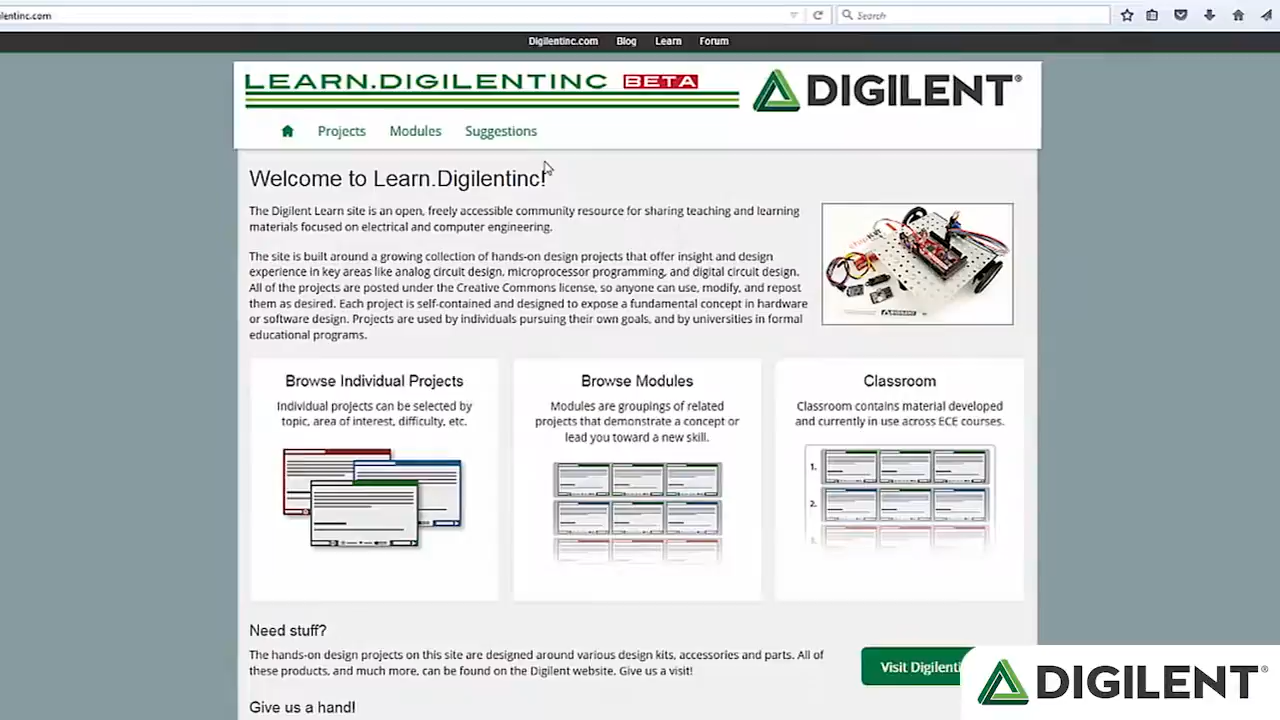 ilentinc.com
Search
Digilentinc.com Blog Learn Forum
LEARN.DIGILENTINC BETA
DIGILENT®
Projects Modules Suggestions
Welcome to Learn.Digilentinc!
The Digilent Learn site is an open, freely accessible community resource for sharing teaching and learning
materials focused on electrical and computer engineering.
The site is built around a growing collection of hands-on design projects that offer insight and design
experience in key areas like analog circuit design, microprocessor programming, and digital circuit design.
All of the projects are posted under the Creative Commons license, so anyone can use, modify, and repost
them as desired. Each project is self-contained and designed to expose a fundamental concept in hardware
or software design. Projects are used by individuals pursuing their own goals, and by universities in formal
educational programs.
Browse Individual Projects
Individual projects can be selected by
topic, area of interest, difficulty, etc.
Browse Modules
Modules are groupings of related
projects that demonstrate a concept or
lead you toward a new skill.
Classroom
Classroom contains material developed
and currently in use across ECE courses.
1.
2.
3.
Need stuff?
The hands-on design projects on this site are designed around various design kits, accessories and parts. All of
these products, and much more, can be found on the Digilent website. Give us a visit!
Visit Digilenti
Give us a hand!
DIGILENT®